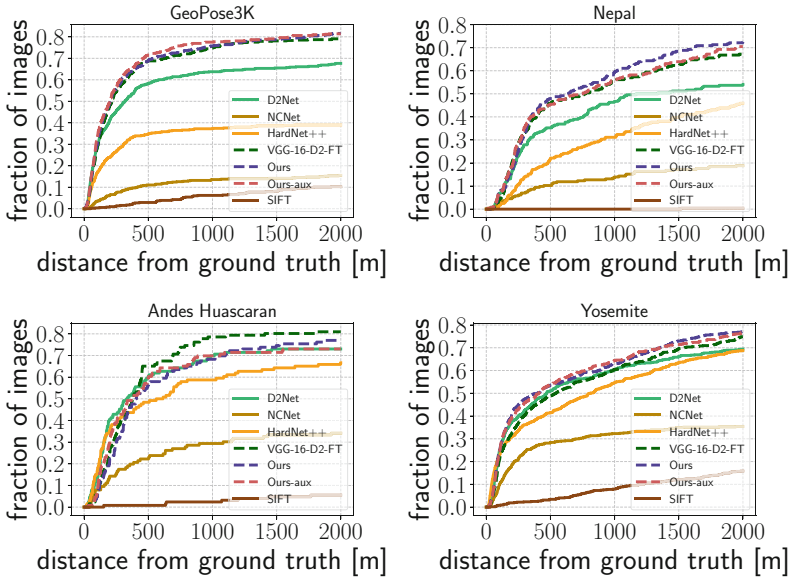 GeoPose3K
fraction of images
0.8
0.7
0.6
0.5
0.4
0.3
0.2
0.1
0.0
D2Net
NCNet
HardNet++
VGG-16-D2-FT
Ours
Ours-aux
SIFT
0 500 1000 1500 2000
distance from ground truth [m]
Nepal
fraction of images
0.8
0.7
0.6
0.5
0.4
0.3
0.2
0.1
0.0
D2Net
NCNet
HardNet++
VGG-16-D2-FT
Ours
Ours-aux
SIFT
0 500 1000 1500 2000
distance from ground truth [m]
Andes Huascaran
fraction of images
0.8
0.7
0.6
0.5
0.4
0.3
0.2
0.1
0.0
D2Net
NCNet
HardNet++
VGG-16-D2-FT
Ours
Ours-aux
SIFT
0 500 1000 1500 2000
distance from ground truth [m]
Yosemite
fraction of images
0.8
0.7
0.6
0.5
0.4
0.3
0.2
0.1
0.0
D2Net
NCNet
HardNet++
VGG-16-D2-FT
Ours
Ours-aux
SIFT
0 500 1000 1500 2000
distance from ground truth [m]